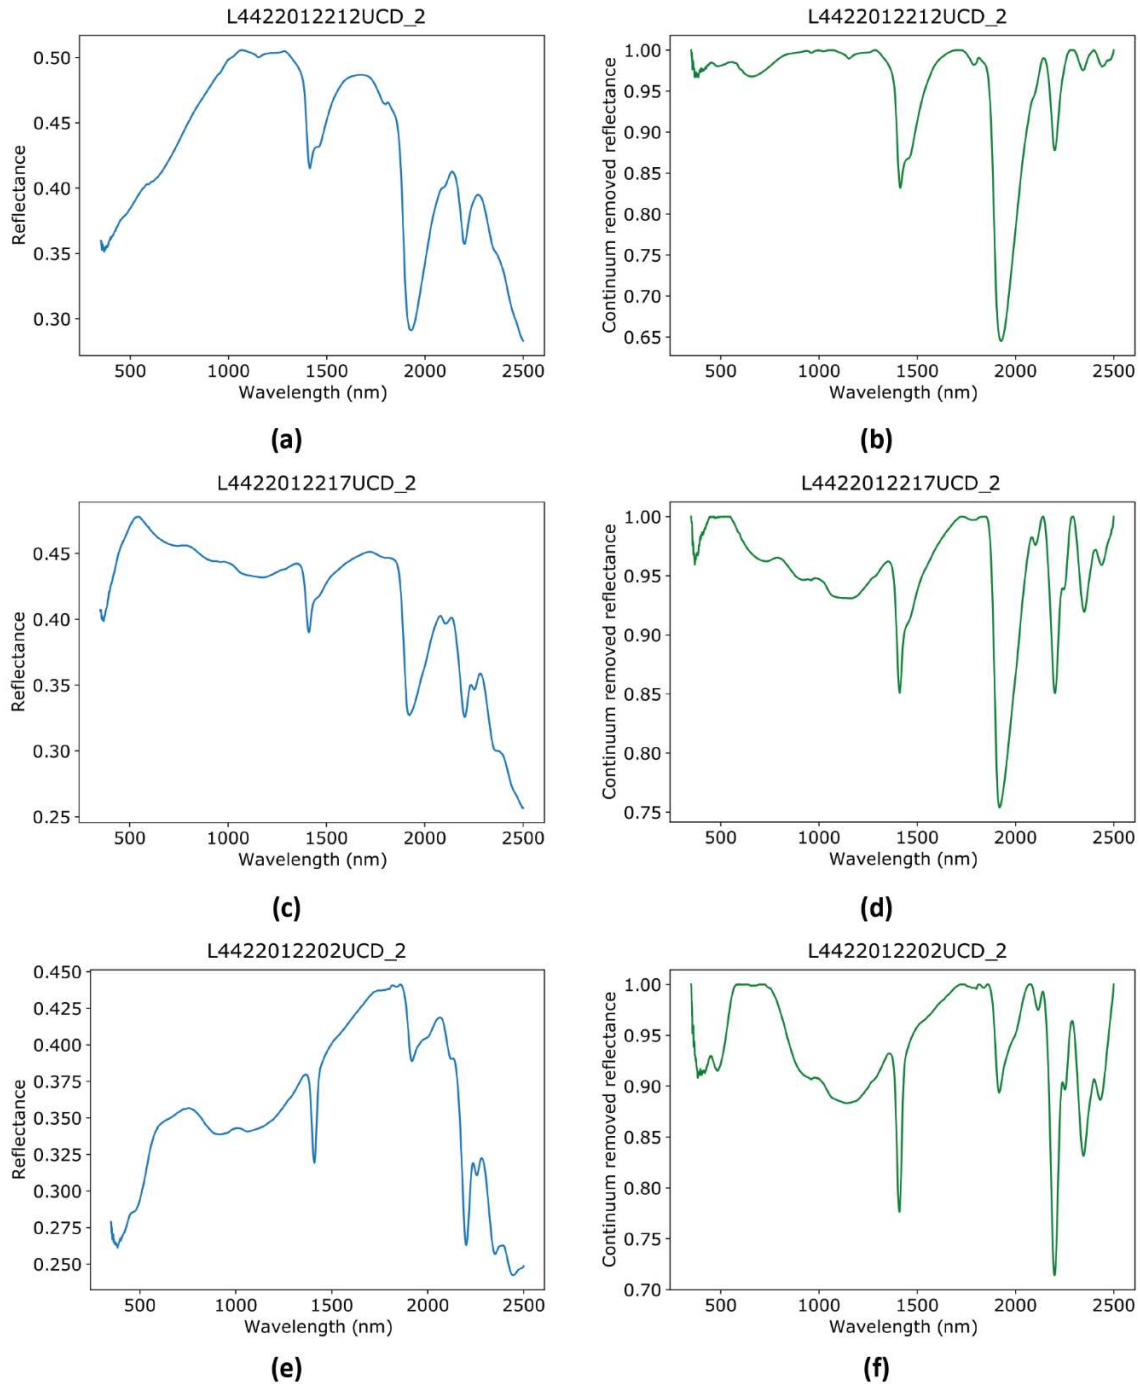 L4422012212UCD_2
L4422012212UCD_2
Reflectance
0.50
0.45
0.40
0.35
0.30
500 1000 1500 2000 2500
Wavelength (nm)
(a)
Continuum removed reflectance
1.00
0.95
0.90
0.85
0.80
0.75
0.70
0.65
500 1000 1500 2000 2500
Wavelength (nm)
(b)
L4422012217UCD_2
L4422012217UCD_2
Reflectance
0.45
0.40
0.35
0.30
0.25
500 1000 1500 2000 2500
Wavelength (nm)
(c)
Continuum removed reflectance
1.00
0.95
0.90
0.85
0.80
0.75
500 1000 1500 2000 2500
Wavelength (nm)
(d)
L4422012202UCD_2
L4422012202UCD_2
Reflectance
0.450
0.425
0.400
0.375
0.350
0.325
0.300
0.275
0.250
500 1000 1500 2000 2500
Wavelength (nm)
(e)
Continuum removed reflectance
1.00
0.95
0.90
0.85
0.80
0.75
0.70
500 1000 1500 2000 2500
Wavelength (nm)
(f)